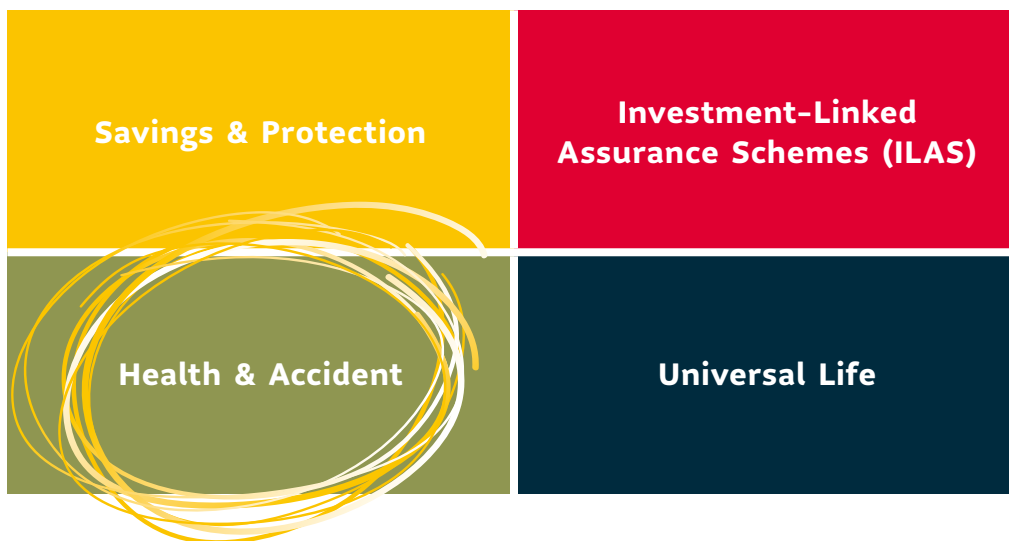 Savings & Protection
Investment-Linked
Assurance Schemes (ILAS)
Health & Accident
Universal Life